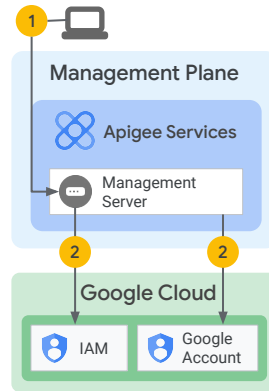 1
Management Plane
Apigee Services
Management
Server
2
2
Google Cloud
IAM
Google
Account